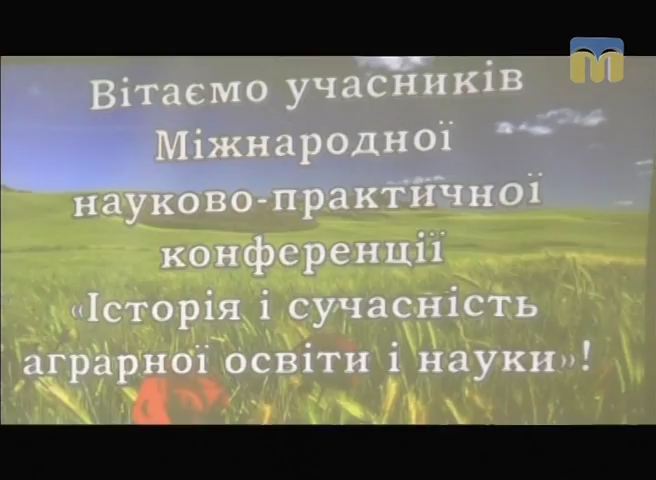 Вітаємо учасників
Міжнародної
науково-практичної
конференції
«Історія і сучасність
аграрної освіти і науки»!